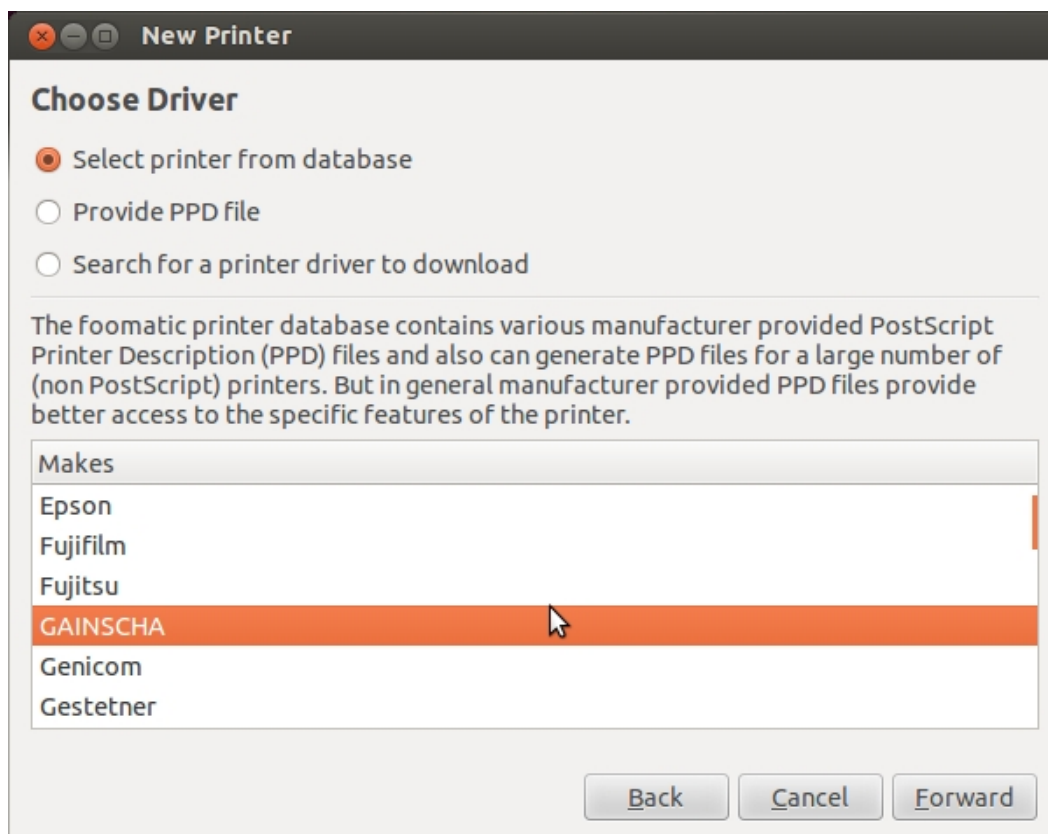 New Printer
Choose Driver
Select printer from database
Provide PPD file
Search for a printer driver to download
The foomatic printer database contains various manufacturer provided PostScript
Printer Description (PPD) files and also can generate PPD files for a large number of
(non PostScript) printers. But in general manufacturer provided PPD files provide
better access to the specific features of the printer.
Makes
Epson
Fujifilm
Fujitsu
GAINSCHA
Genicom
Gestetner
Back Cancel Forward